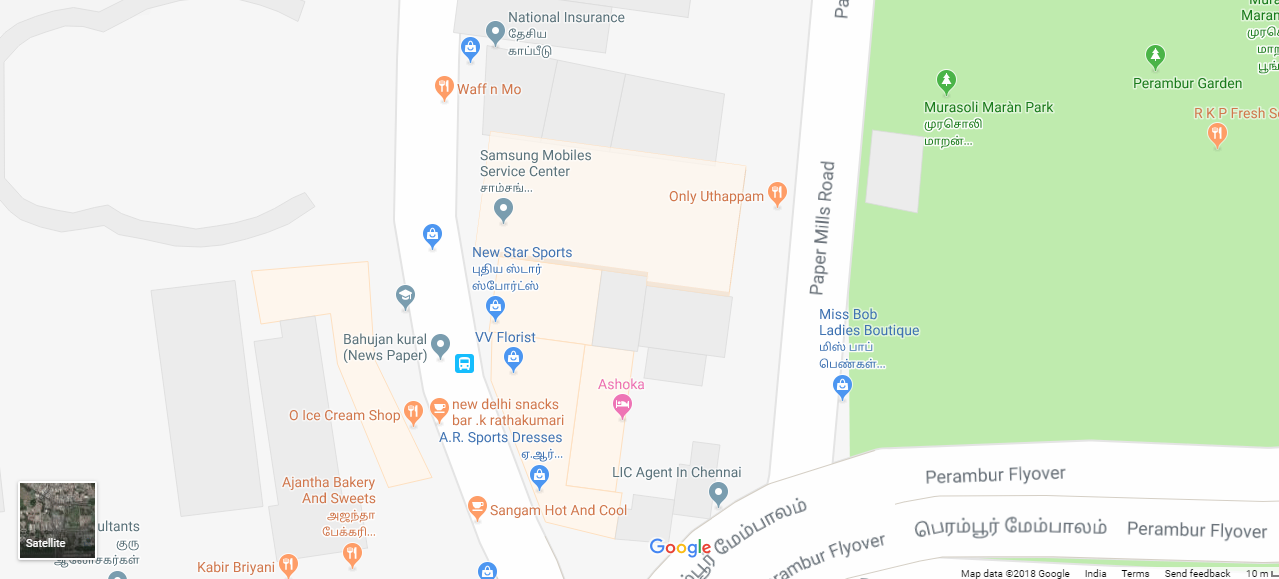 National Insurance
தேசிய
காப்பீடு
Waff n Mo
Perambur Garden
Murasoli Maran Park
முரசொலி
மாறன்...
R K P Fresh
Samsung Mobiles
Service Center
சாம்சங்...
Only Uthappam
Paper Mills Road
New Star Sports
புதிய ஸ்டார்
ஸ்போர்ட்ஸ்
Miss Bob
Ladies Boutique
மிஸ் பாப்
பெண்கள்...
VV Florist
Bahujan kural
(News Paper)
Ashoka
new delhi snacks
bar .k rathakumari
O Ice Cream Shop
A.R. Sports Dresses
ஏ.ஆர்...
LIC Agent In Chennai
Perambur Flyover
Ajantha Bakery
And Sweets
அஜந்தா
பேக்கரி...
Sangam Hot And Cool
பெரம்பூர் மேம்பாலம்
Perambur Flyover
மேம்பாலம்
Flyover
குரு
Satellite
Kabir Briyani
Google
Map data ©2018 Google India Terms Send feedback 10 m